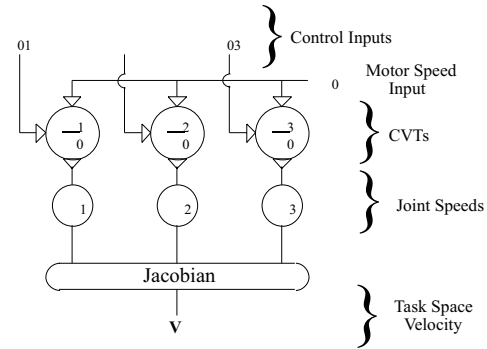 01
03
Control Inputs
0
Motor Speed
Input
1
0
2
0
3
0
CVTs
1
2
3
Joint Speeds
Jacobian
V
Task Space
Velocity